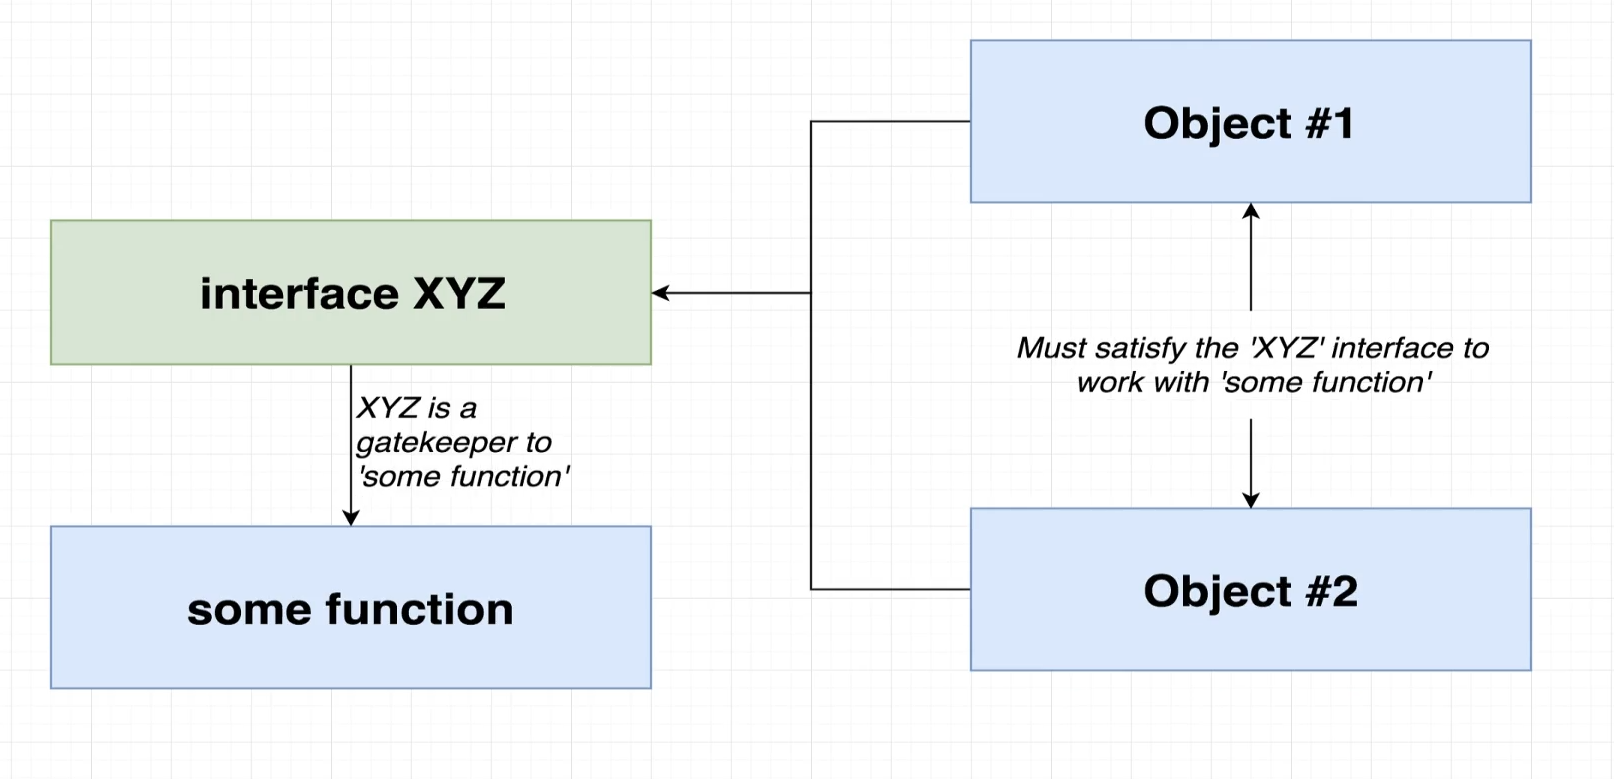 Object #1
interface XYZ
Must satisfy the 'XYZ' interface to
work with 'some function'
XYZ is a
gatekeeper to
'some function'
some function
Object #2